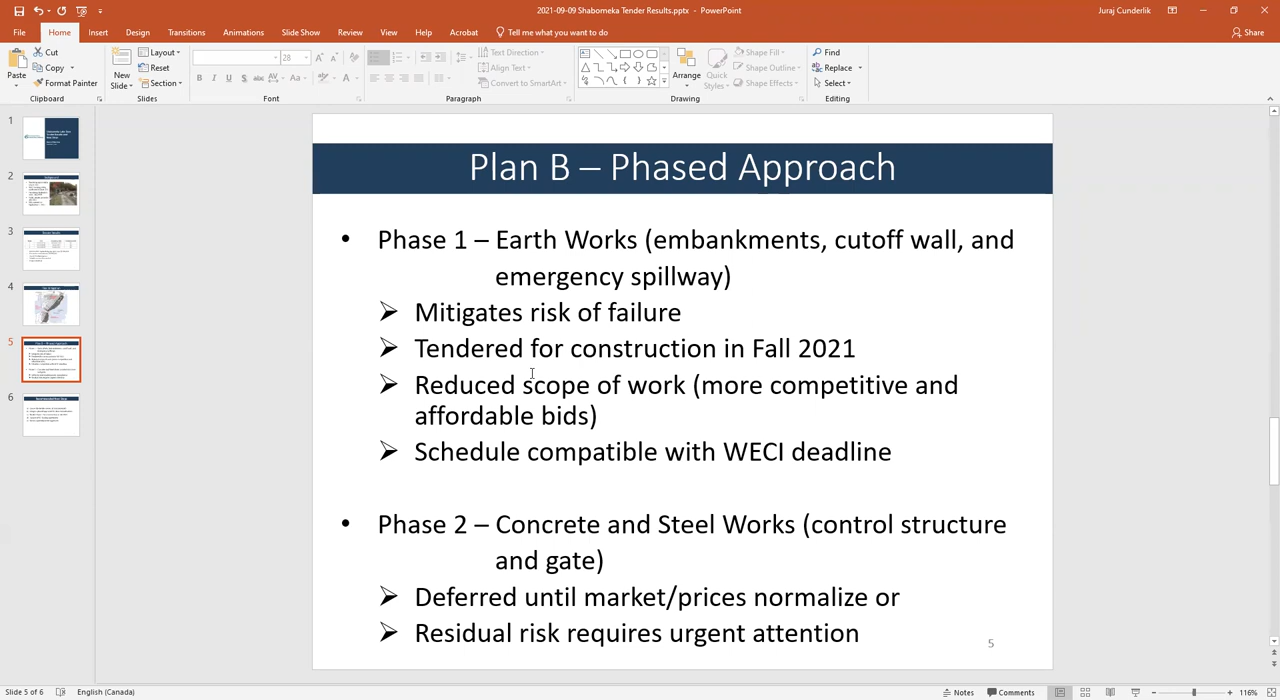 2021-09-09 Shabomeka Tender Results.pptx - PowerPoint
Juraj Cunderlik
File Home Insert Design Transitions Animations Slide Show Review View Help Acrobat Tell me what you want to do
Share
Paste
Cut
Copy
Format Painter
Clipboard
New
Slide
Layout
Reset
Section
Slides
28
Font
Text Direction
Align Text
Convert to SmartArt
Paragraph
Arrange
Quick
Styles
Shape Fill
Shape Outline
Shape Effects
Drawing
Find
Replace
Select
Editing
1
2
3
4
5
6
Plan B – Phased Approach
• Phase 1 – Earth Works (embankments, cutoff wall, and
emergency spillway)
➢ Mitigates risk of failure
➢ Tendered for construction in Fall 2021
➢ Reduced scope of work (more competitive and
affordable bids)
➢ Schedule compatible with WECI deadline
• Phase 2 – Concrete and Steel Works (control structure
and gate)
➢ Deferred until market/prices normalize or
➢ Residual risk requires urgent attention
5
Slide 5 of 6
English (Canada)
Notes
Comments
116%